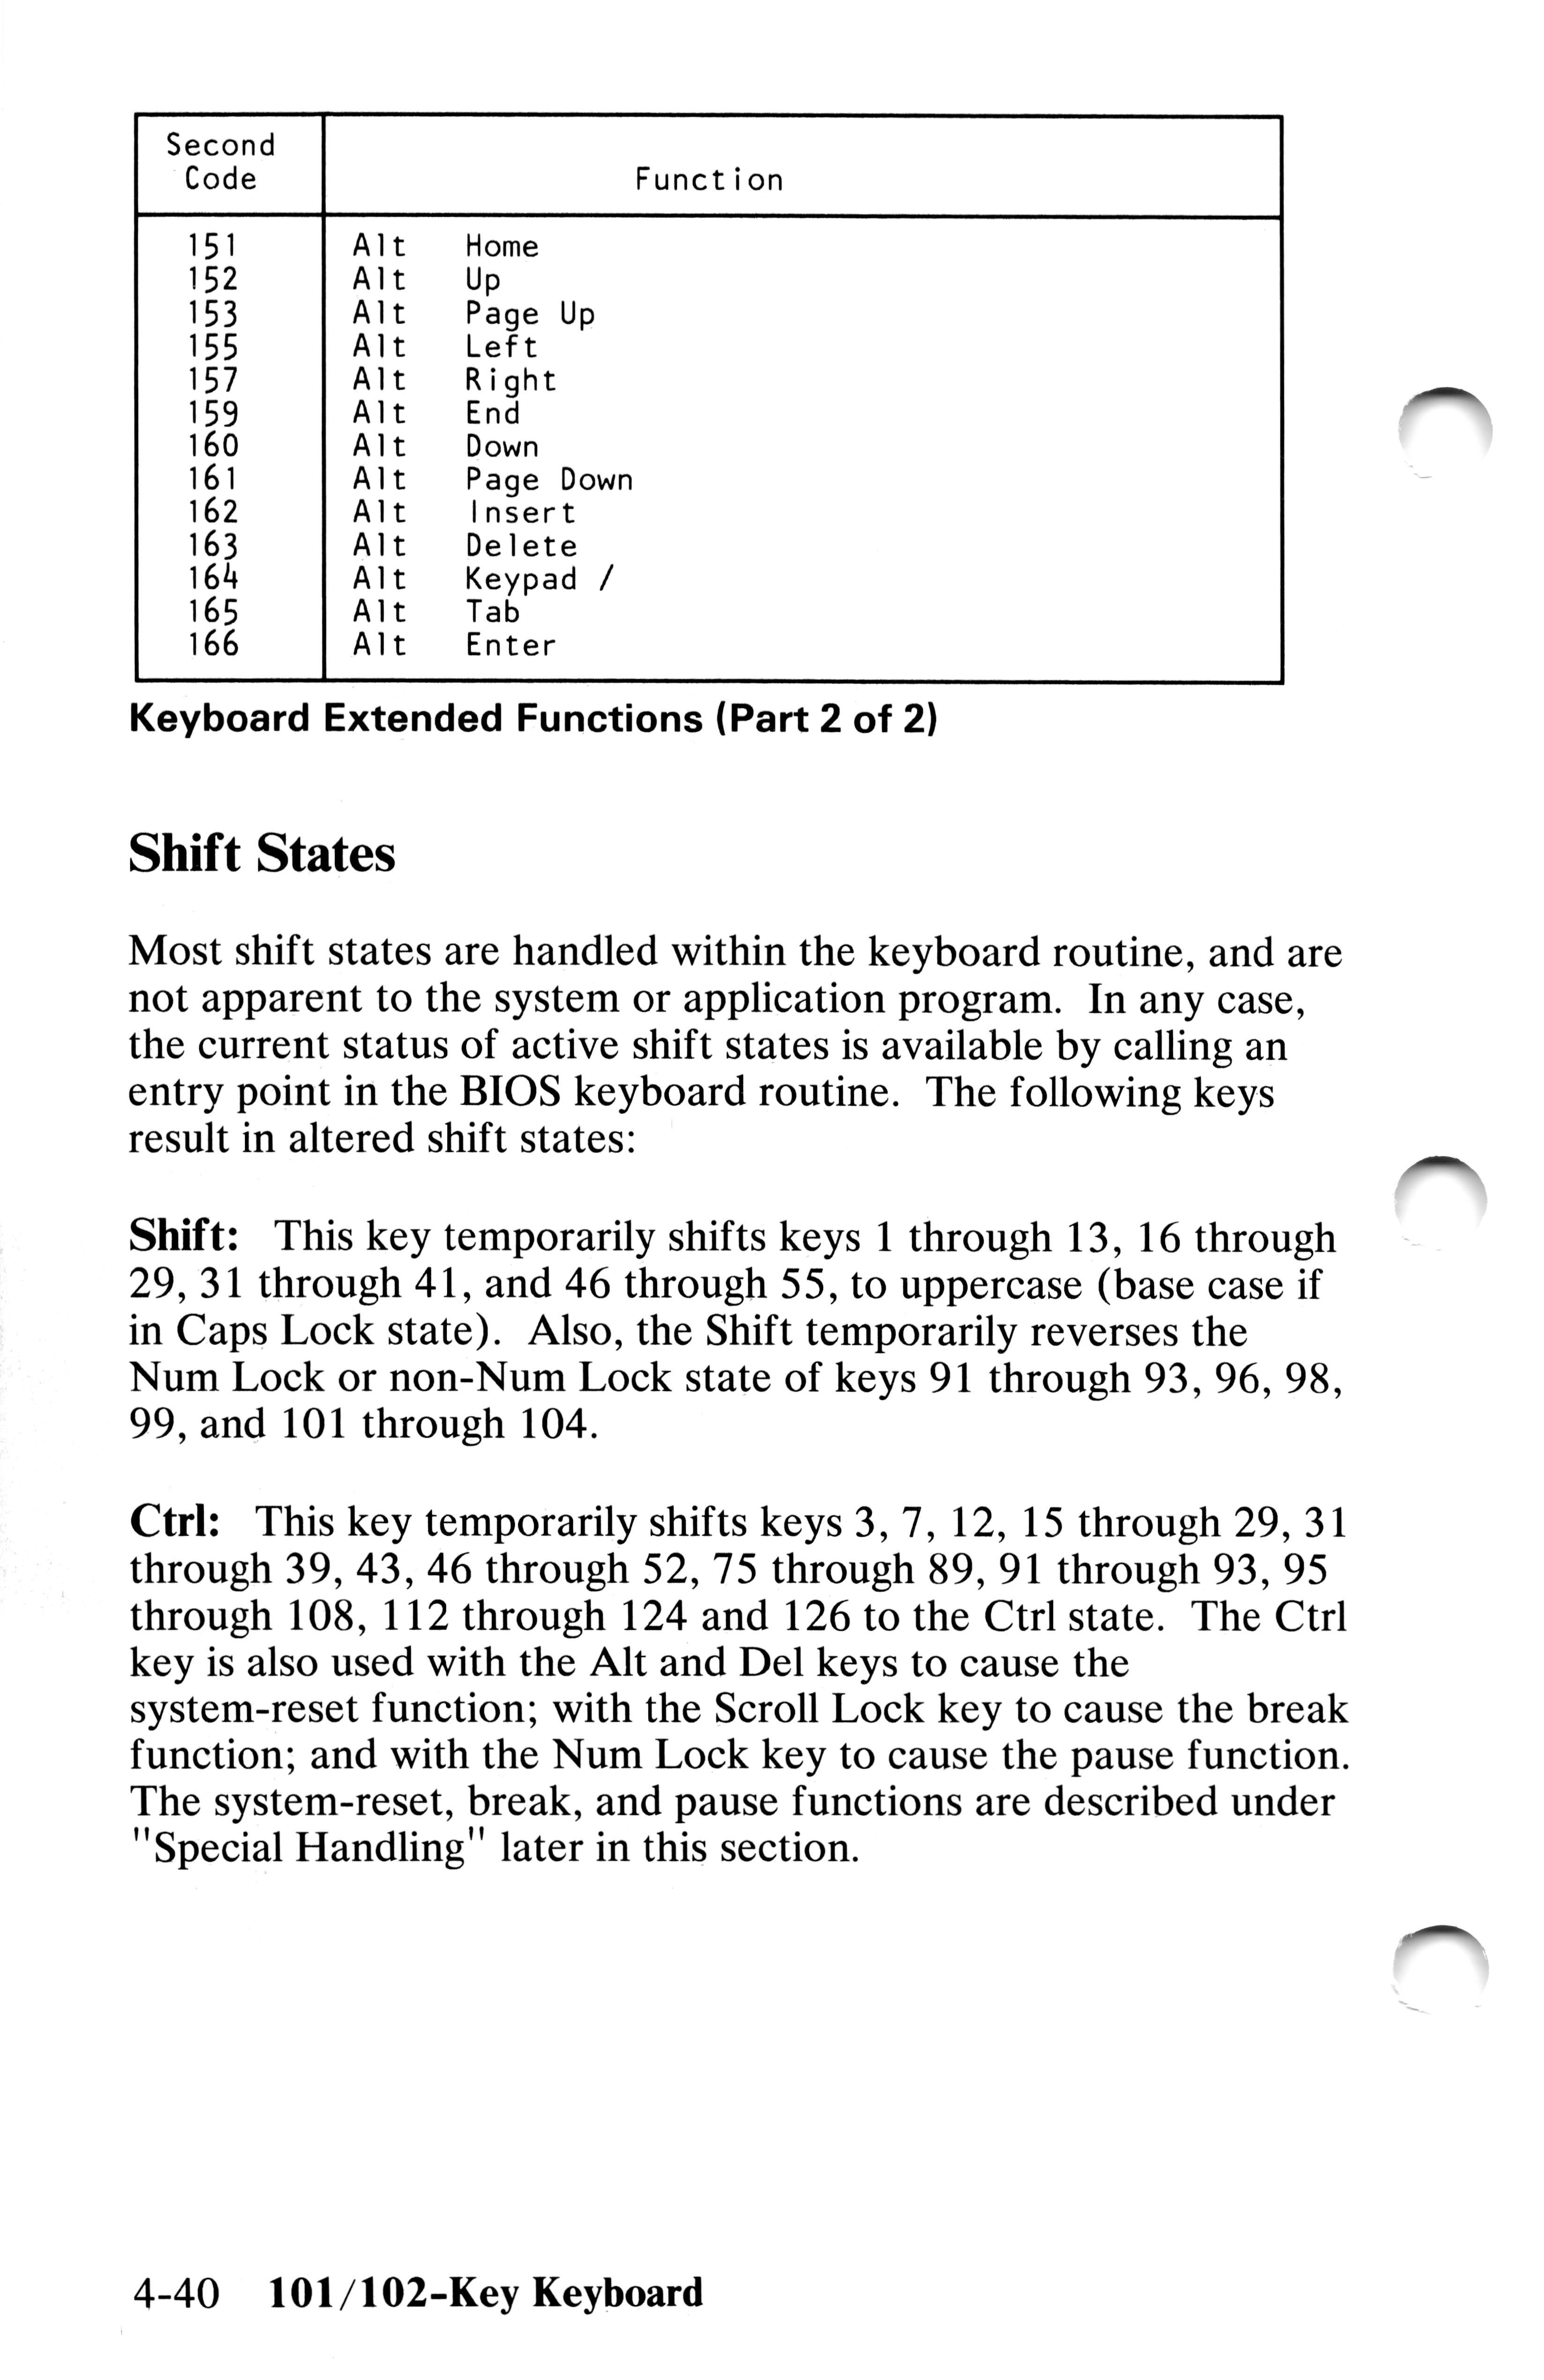 Second
Code Function
151 Alt Home
152 Alt Up
153 Alt Page Up
155 Alt Left
157 Alt Right
159 Alt End
160 Alt Down
161 Alt Page Down
162 Alt Insert
163 Alt Delete
164 Alt Keypad /
165 Alt Tab
166 Alt Enter
Keyboard Extended Functions (Part 2 of 2)
Shift States
Most shift states are handled within the keyboard routine, and are
not apparent to the system or application program. In any case,
the current status of active shift states is available by calling an
entry point in the BIOS keyboard routine. The following keys
result in altered shift states:
Shift: This key temporarily shifts keys 1 through 13, 16 through
29, 31 through 41, and 46 through 55, to uppercase (base case if
in Caps Lock state). Also, the Shift temporarily reverses the
Num Lock or non-Num Lock state of keys 91 through 93, 96, 98,
99, and 101 through 104.
Ctrl: This key temporarily shifts keys 3, 7, 12, 15 through 29, 31
through 39, 43, 46 through 52, 75 through 89, 91 through 93, 95
through 108, 112 through 124 and 126 to the Ctrl state. The Ctrl
key is also used with the Alt and Del keys to cause the
system-reset function; with the Scroll Lock key to cause the break
function; and with the Num Lock key to cause the pause function.
The system-reset, break, and pause functions are described under
"Special Handling" later in this section.
4-40 101/102-Key Keyboard